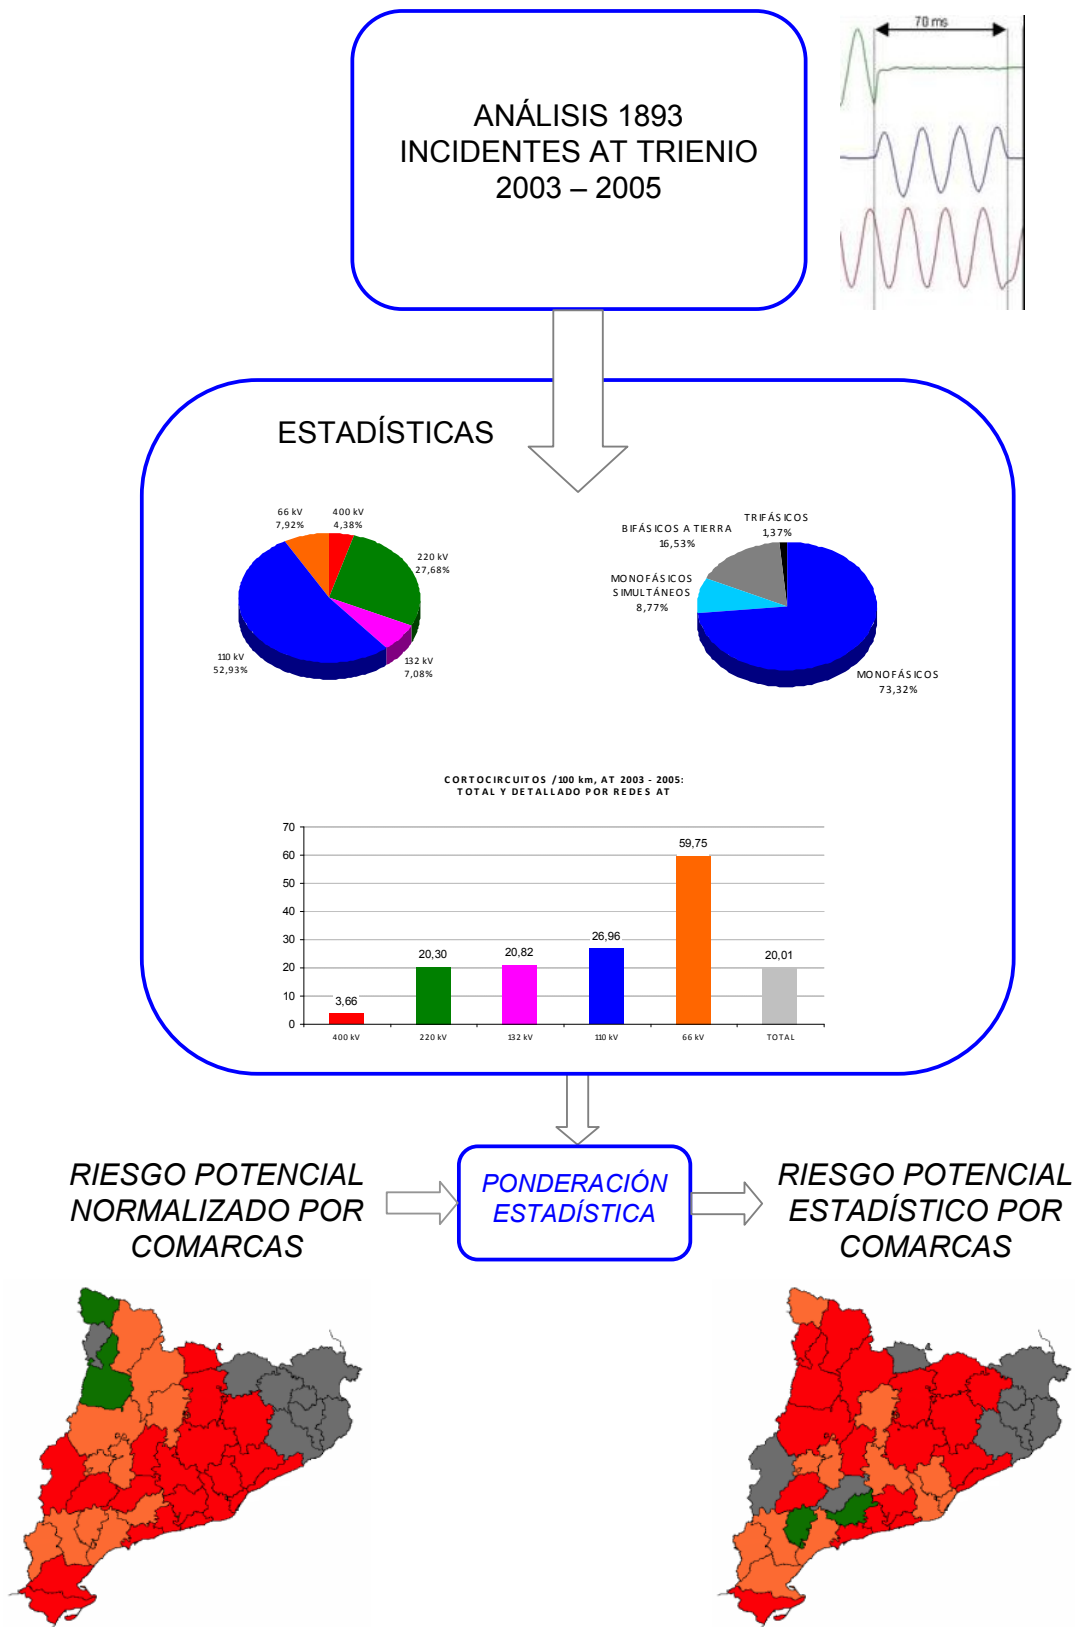 ANÁLISIS 1893
INCIDENTES AT TRIENIO
2003 – 2005
70 ms
ESTADÍSTICAS
66 kV
7,92%
400 kV
4,38%
220 kV
27,68%
110 kV
52,93%
132 kV
7,08%
TRIFÁSICOS
1,37%
BIFÁSICOS A TIERRA
16,53%
MONOFÁSICOS
SIMULTÁNEOS
8,77%
MONOFÁSICOS
73,32%
CORTOCIRCUITOS /100 km, AT 2003 - 2005:
TOTAL Y DETALLADO POR REDES AT
70
60
50
40
30
20
10
0
3,66
20,30
20,82
26,96
59,75
20,01
400 kV
220 kV
132 kV
110 kV
66 kV
TOTAL
RIESGO POTENCIAL
NORMALIZADO POR
COMARCAS
PONDERACIÓN
ESTADÍSTICA
RIESGO POTENCIAL
ESTADÍSTICO POR
COMARCAS